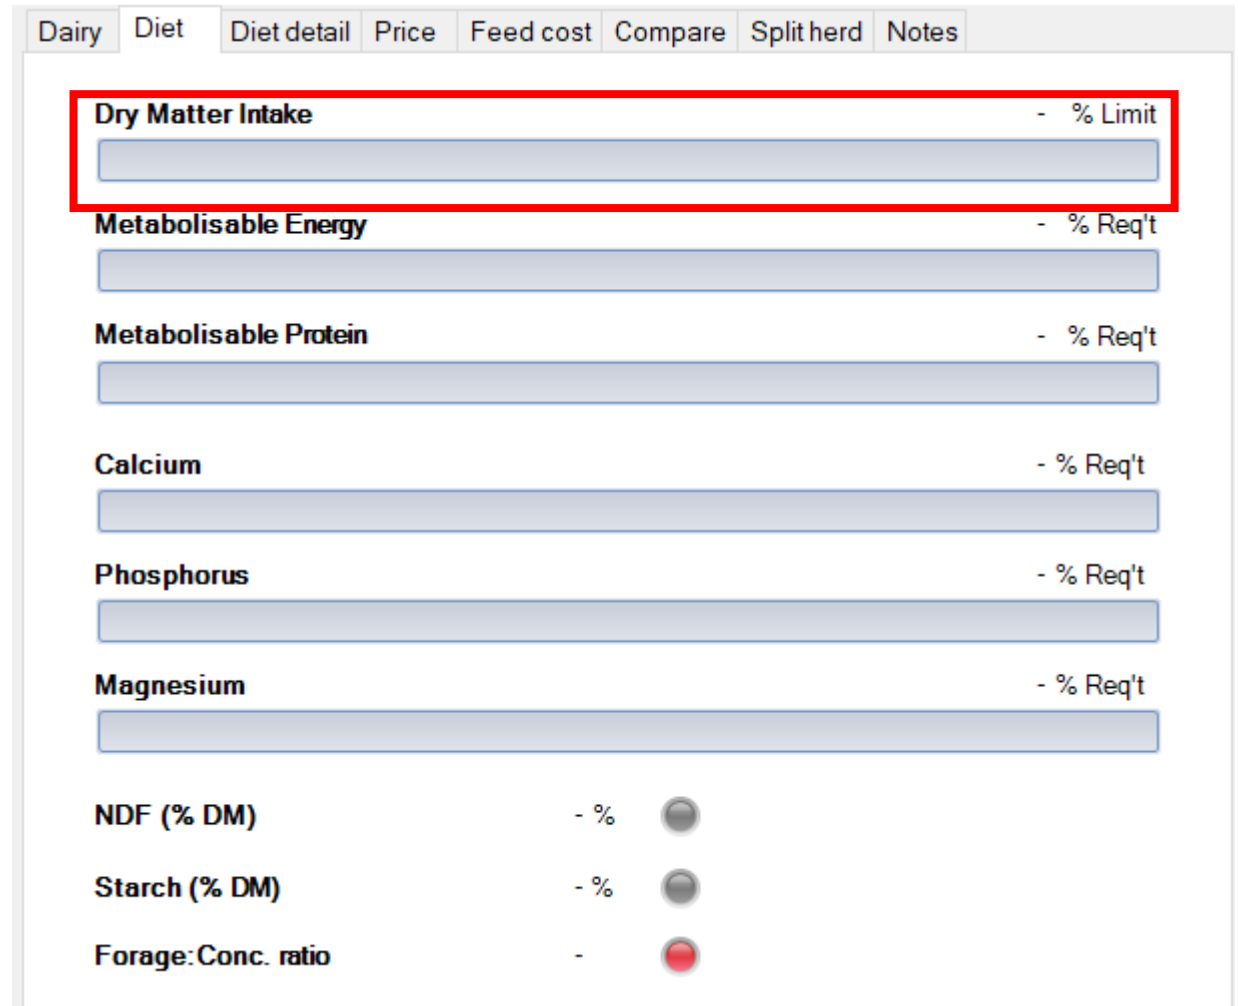 Dairy Diet Diet detail Price Feed cost Compare Split herd Notes
Dry Matter Intake - % Limit
Metabolisable Energy - % Req't
Metabolisable Protein - % Req't
Calcium - % Req't
Phosphorus - % Req't
Magnesium - % Req't
NDF (% DM) - %
Starch (% DM) - %
Forage:Conc. ratio -